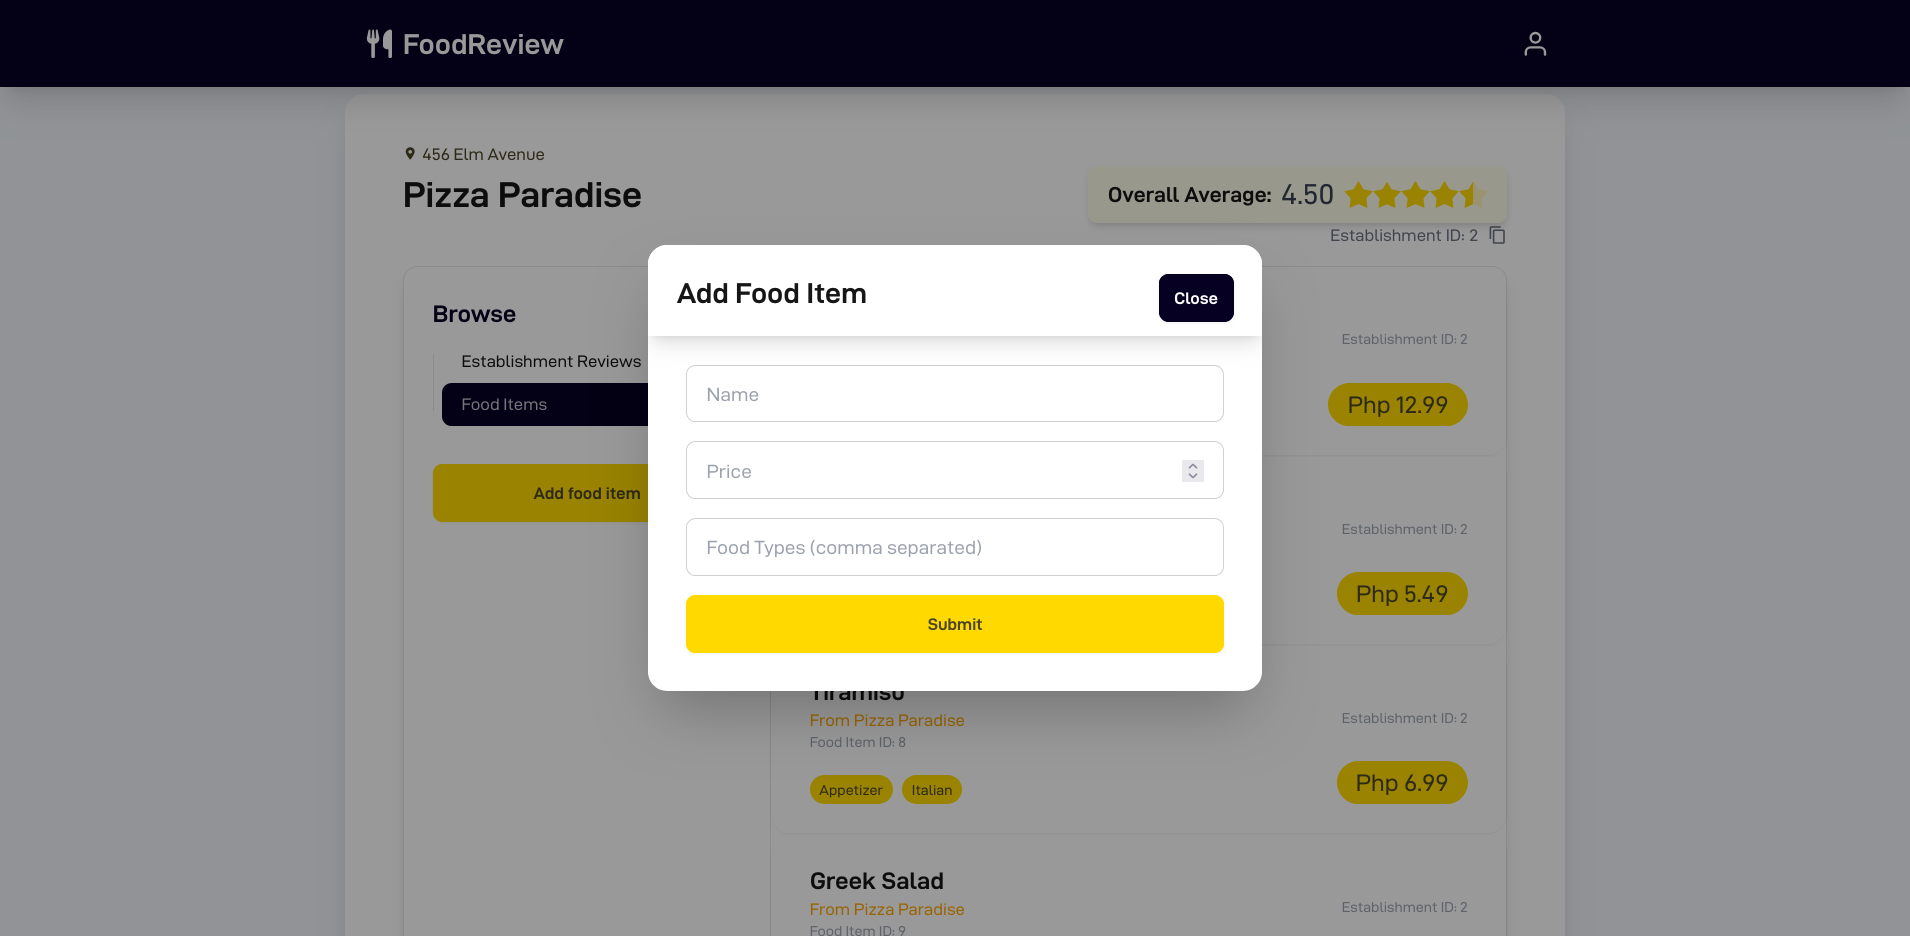 FoodReview
456 Elm Avenue
Pizza Paradise
Overall Average: 4.50
Establishment ID: 2
Browse
Establishment Reviews
Food Items
Add food item
Add Food Item
Close
Name
Price
Food Types (comma separated)
Submit
Establishment ID: 2
Php 12.99
Establishment ID: 2
Php 5.49
Tiramisu
From Pizza Paradise
Food Item ID: 8
Establishment ID: 2
Appetizer Italian
Php 6.99
Greek Salad
From Pizza Paradise
Food Item ID: 9
Establishment ID: 2